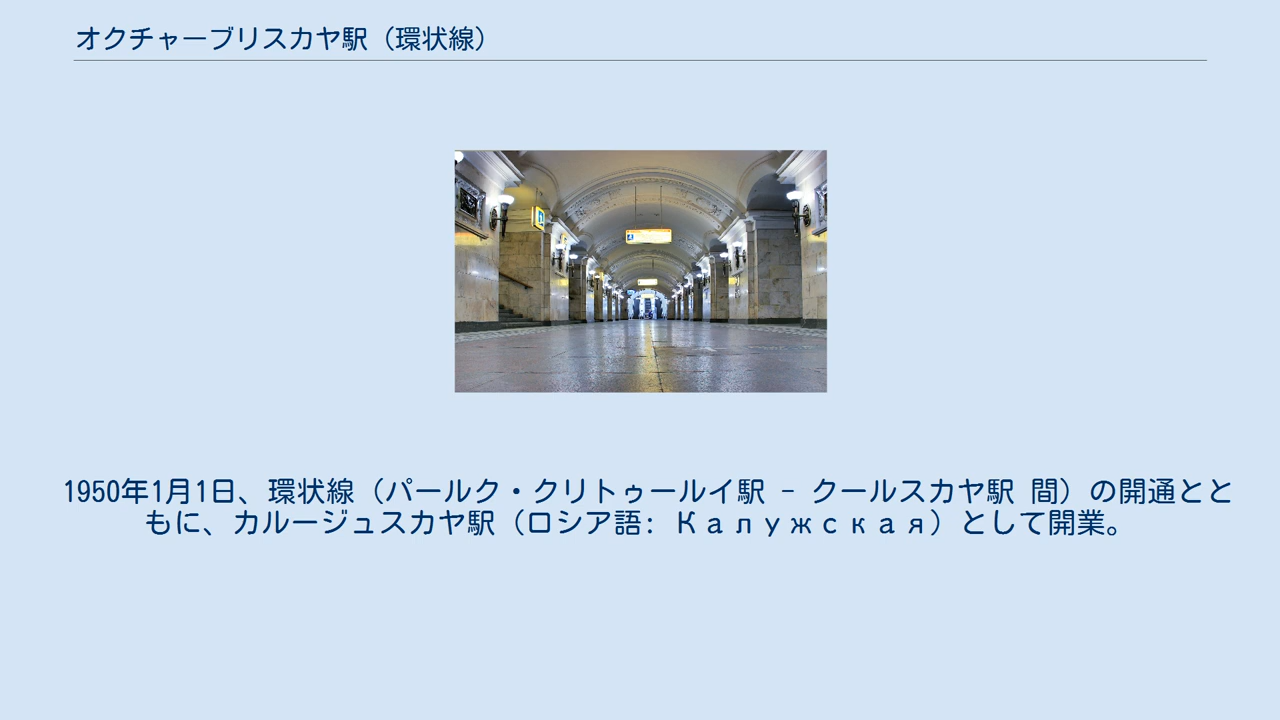 オクチャーブリスカヤ駅（環状線）
1950年1月1日、環状線（パールク・クリトゥールイ駅 - クールスカヤ駅 間）の開通とと
もに、カルージュスカヤ駅（ロシア語: Калужская）として開業。